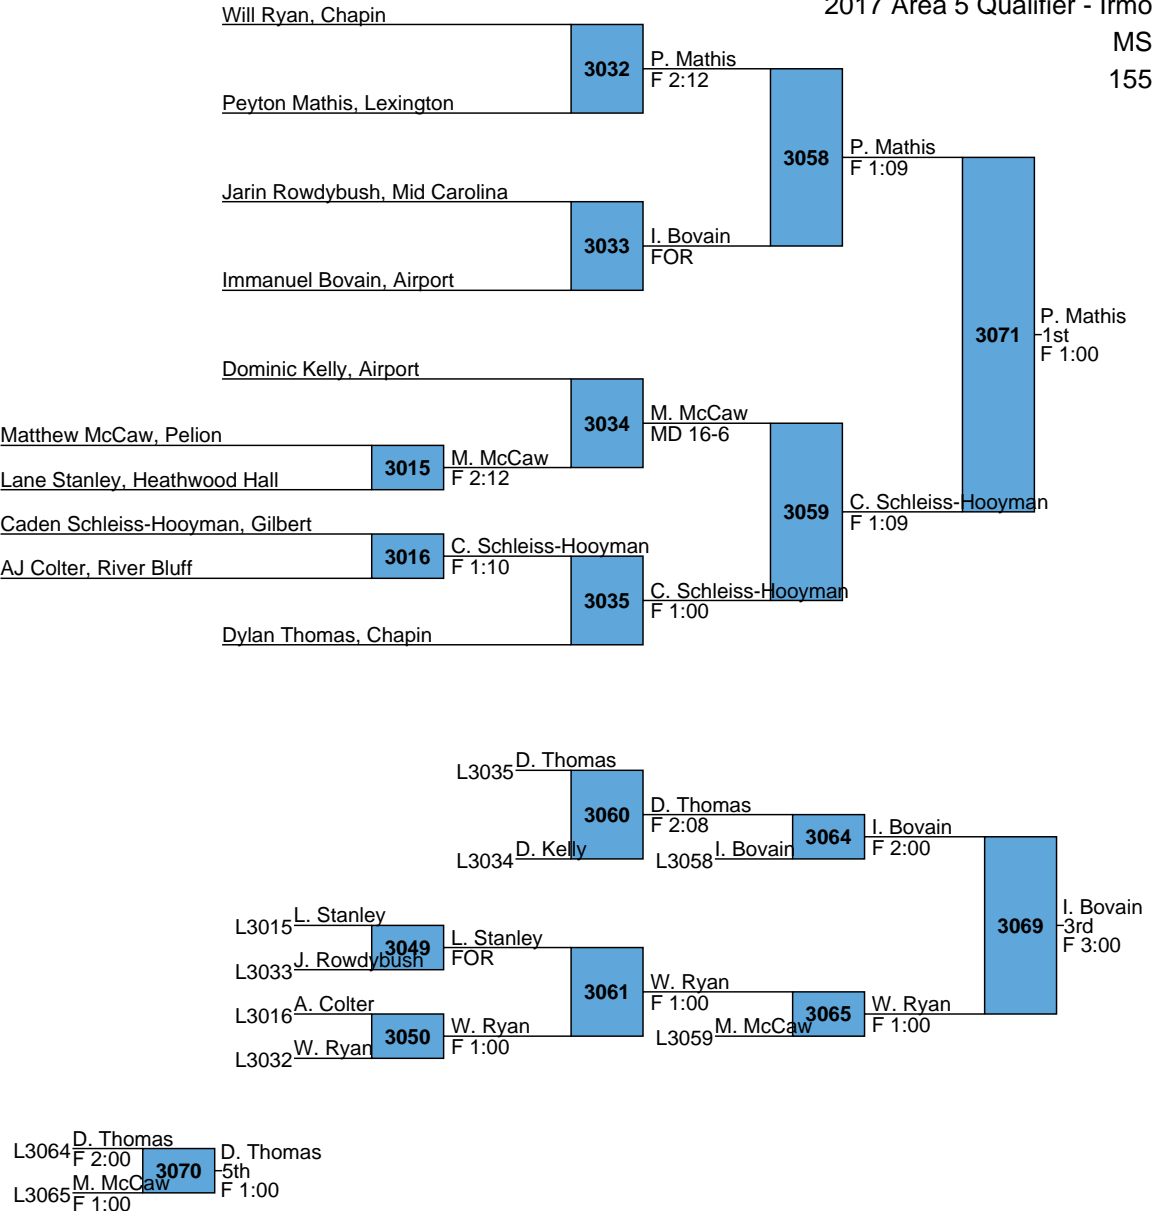 2017 Area 5 Qualifier - Irmo
MS
155
Will Ryan, Chapin
3032
P. Mathis
F 2:12
Peyton Mathis, Lexington
3058
P. Mathis
F 1:09
Jarin Rowdybush, Mid Carolina
3033
I. Bovain
FOR
Immanuel Bovain, Airport
3071
P. Mathis
1st
F 1:00
Dominic Kelly, Airport
3034
M. McCaw
MD 16-6
Matthew McCaw, Pelion
3015
M. McCaw
F 2:12
Lane Stanley, Heathwood Hall
3059
C. Schleiss-Hooyman
F 1:09
Caden Schleiss-Hooyman, Gilbert
3016
C. Schleiss-Hooyman
F 1:10
AJ Colter, River Bluff
3035
C. Schleiss-Hooyman
F 1:00
Dylan Thomas, Chapin
L3035
D. Thomas
3060
D. Thomas
F 2:08
L3034
D. Kelly
L3058
I. Bovain
3064
I. Bovain
F 2:00
L3015
L. Stanley
3049
L. Stanley
FOR
L3033
J. Rowdybush
3061
W. Ryan
F 1:00
L3016
A. Colter
3050
W. Ryan
F 1:00
L3032
W. Ryan
L3059
M. McCaw
3065
W. Ryan
F 1:00
3069
I. Bovain
3rd
F 3:00
L3064
D. Thomas
F 2:00
3070
D. Thomas
5th
F 1:00
L3065
M. McCaw
F 1:00